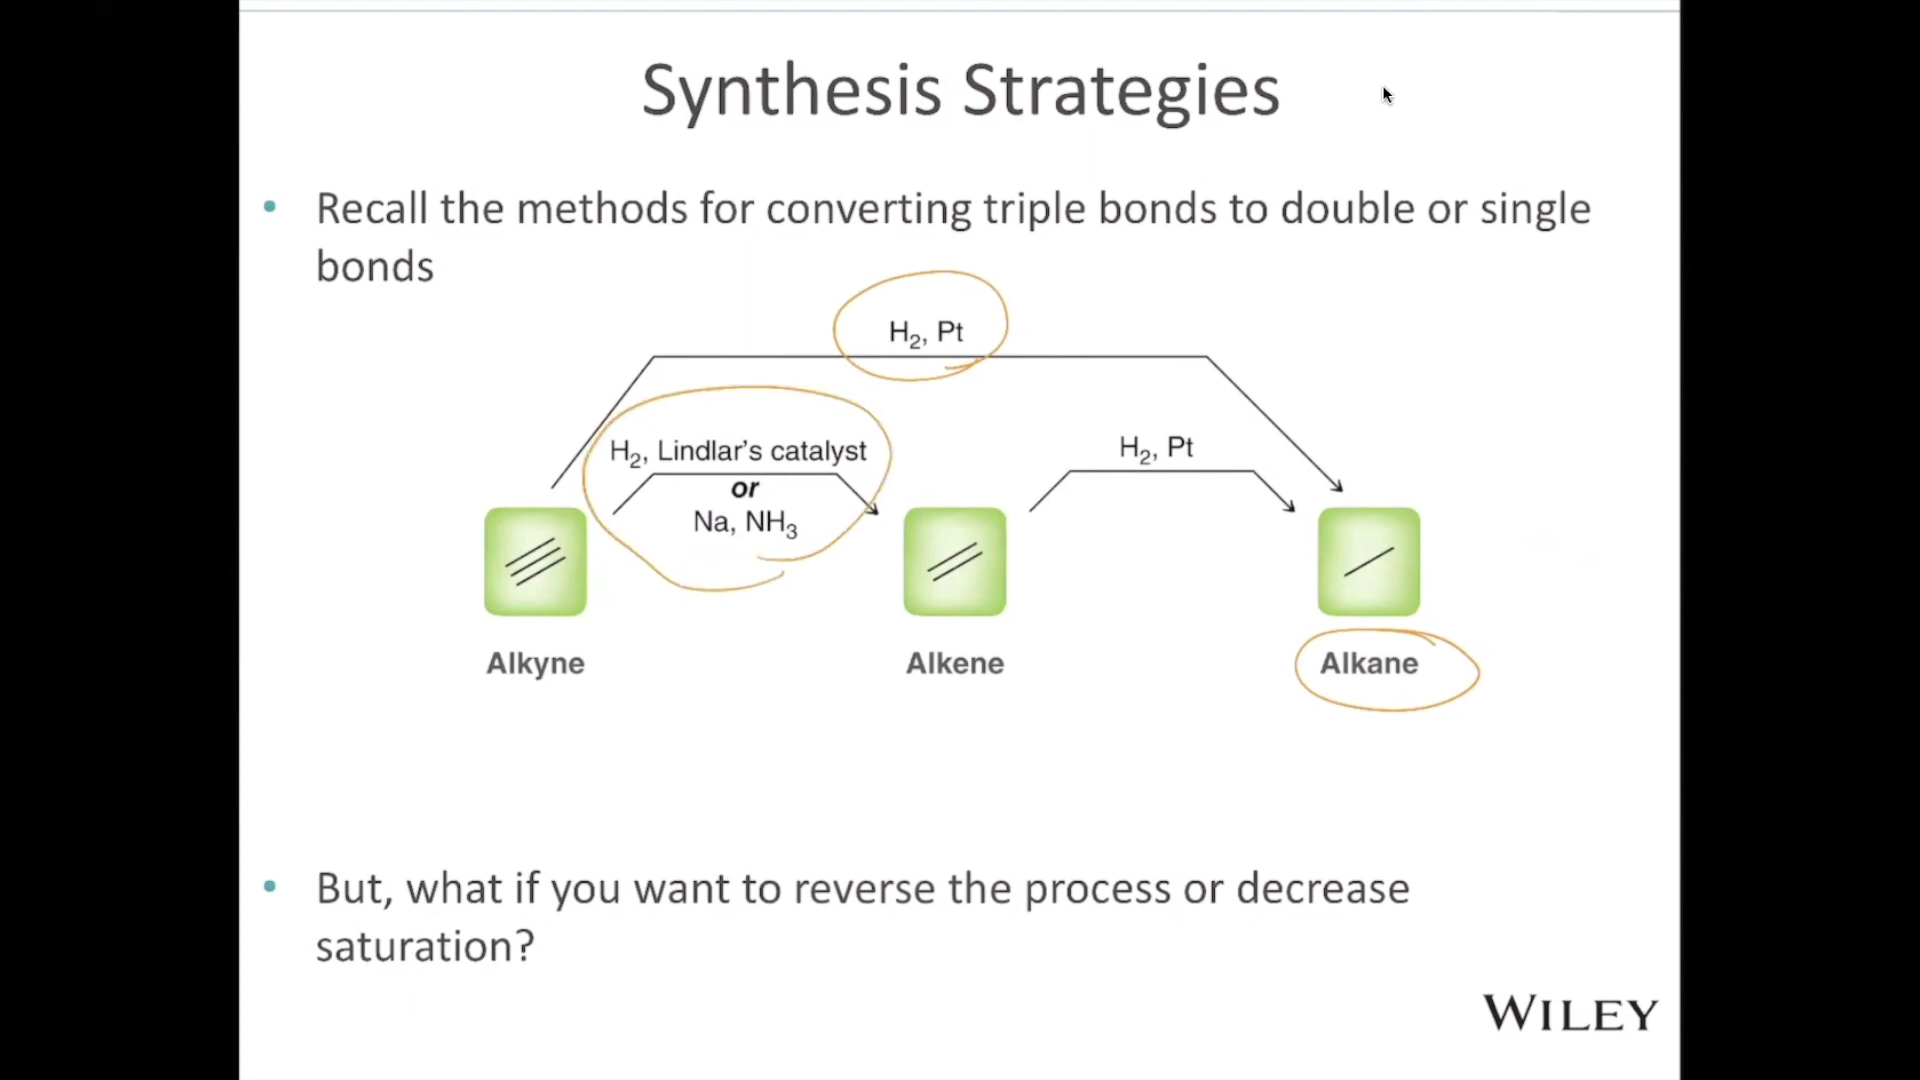 Synthesis Strategies
• Recall the methods for converting triple bonds to double or single
bonds
H₂, Pt
H₂, Lindlar’s catalyst
or
Na, NH₃
H₂, Pt
Alkyne
Alkene
Alkane
• But, what if you want to reverse the process or decrease
saturation?
WILEY